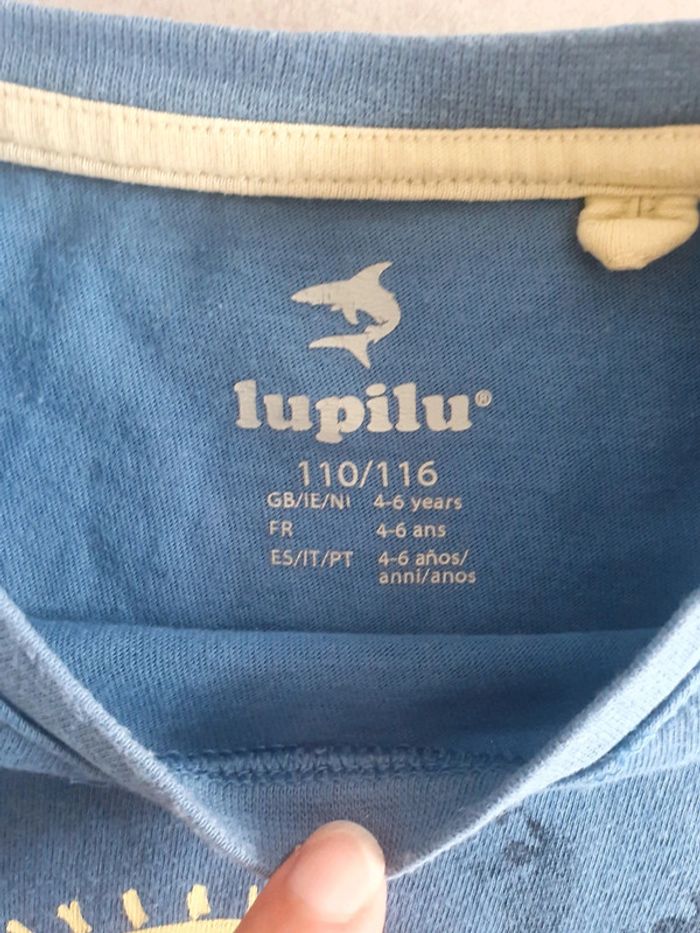 lupilu®
110/116
GB/IE/NI 4-6 years
FR 4-6 ans
ES/IT/PT 4-6 años/
anni/anos